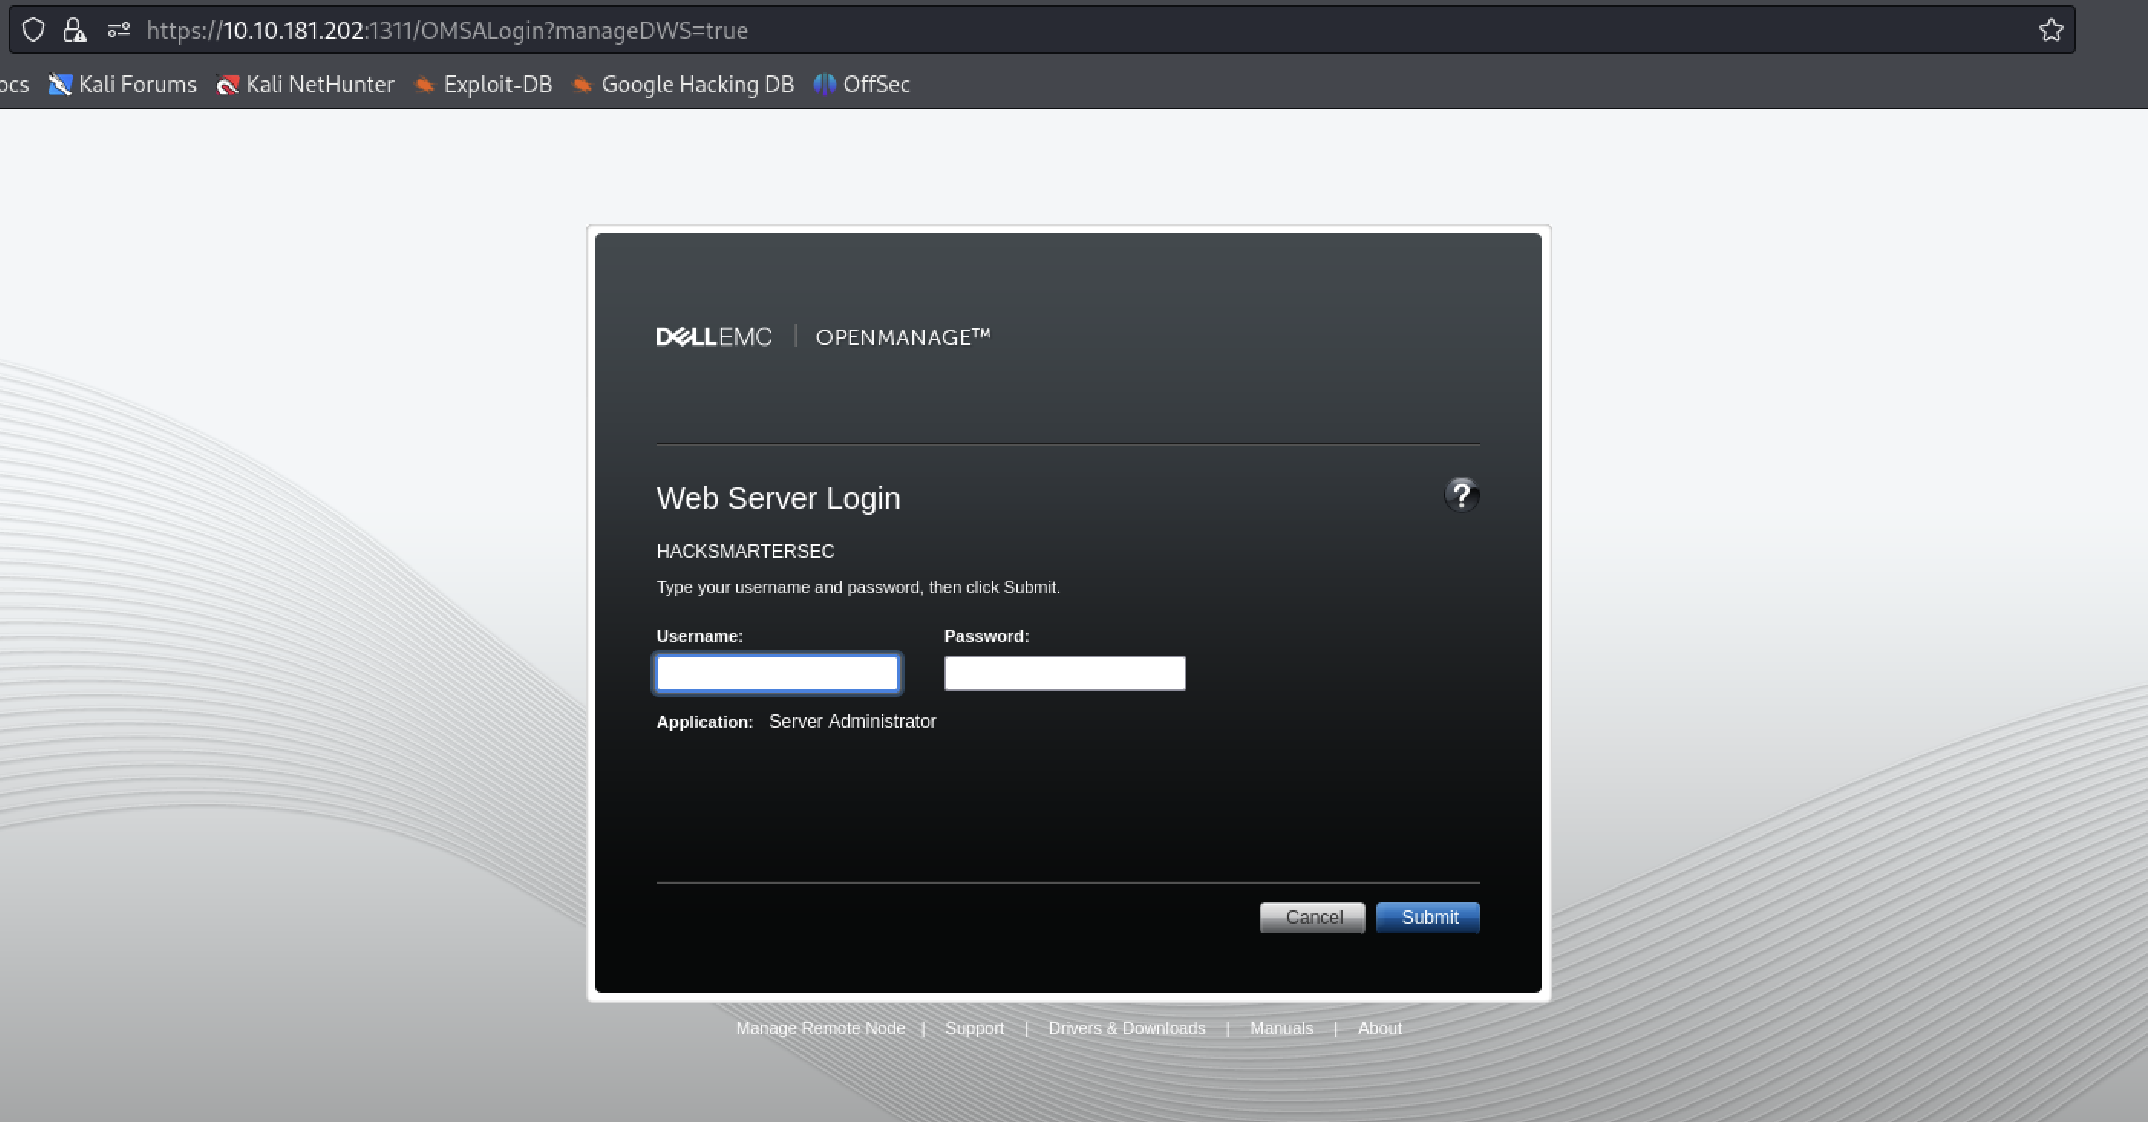 https://10.10.181.202:1311/OMSALogin?manageDWS=true
ocs Kali Forums Kali NetHunter Exploit-DB Google Hacking DB OffSec
DELLEMC | OPENMANAGE™
Web Server Login
?
HACKSMARTERSEC
Type your username and password, then click Submit.
Username: Password:
Application: Server Administrator
Cancel Submit
Manage Remote Node | Support | Drivers & Downloads | Manuals | About